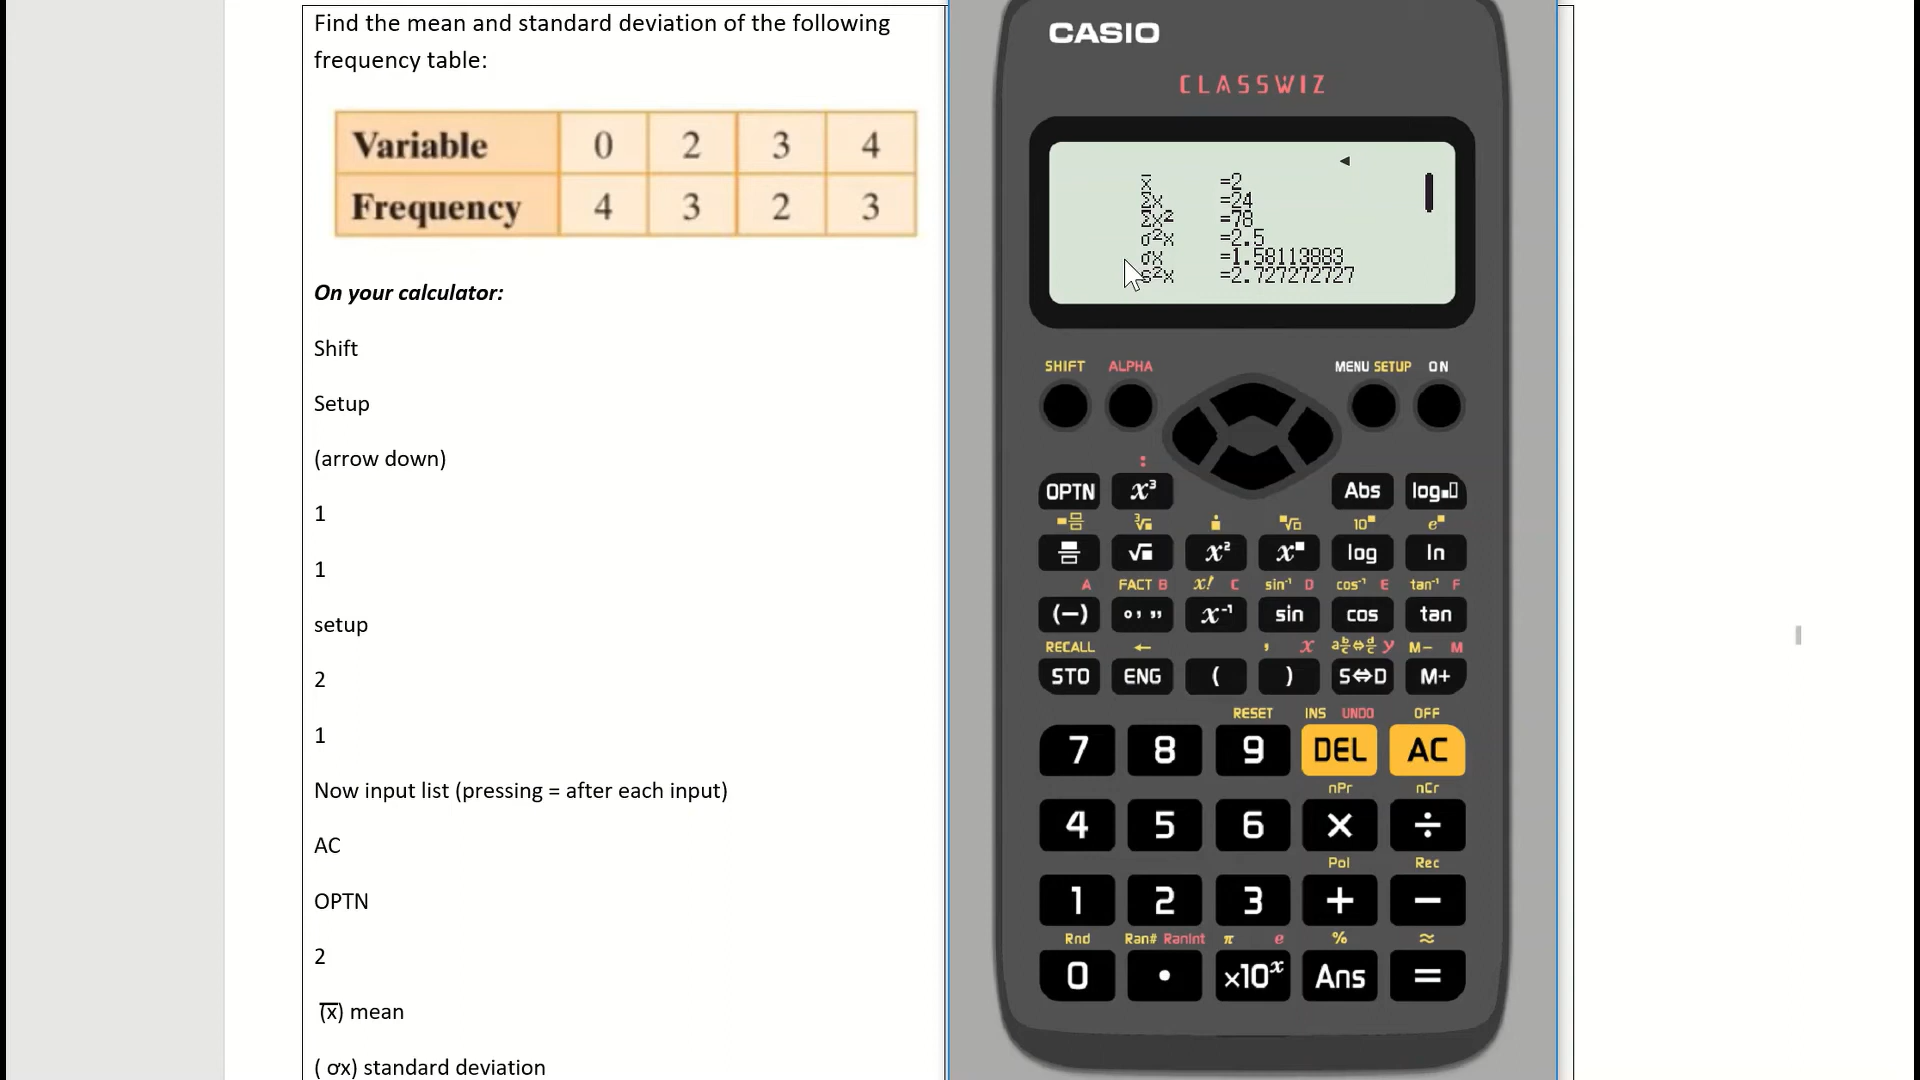 Find the mean and standard deviation of the following
frequency table:
Variable 0 2 3 4
Frequency 4 3 2 3
On your calculator:
Shift
Setup
(arrow down)
1
1
setup
2
1
Now input list (pressing = after each input)
AC
OPTN
2
(x̅) mean
( σx) standard deviation
CASIO
CLASSWIZ
x̅ =2
Σx =24
Σx² =78
σ²x =2.5
σx =1.58113883
s²x =2.727272727
SHIFT ALPHA MENU SETUP ON
:
OPTN x³ Abs log■▯
■⌹ ³√■ ■̇ ■√▯ 10■ e■
⌹ √■ x² x■ log ln
A FACT B x! C sin⁻¹ D cos⁻¹ E tan⁻¹ F
(−) ° ’ ” x⁻¹ sin cos tan
RECALL ← , x a b/c⇔d/c y M− M
STO ENG ( ) S⇔D M+
RESET INS UNDO OFF
7 8 9 DEL AC
nPr nCr
4 5 6 × ÷
Pol Rec
1 2 3 + −
Rnd Ran# RanInt π e % ≈
0 • ×10ˣ Ans =